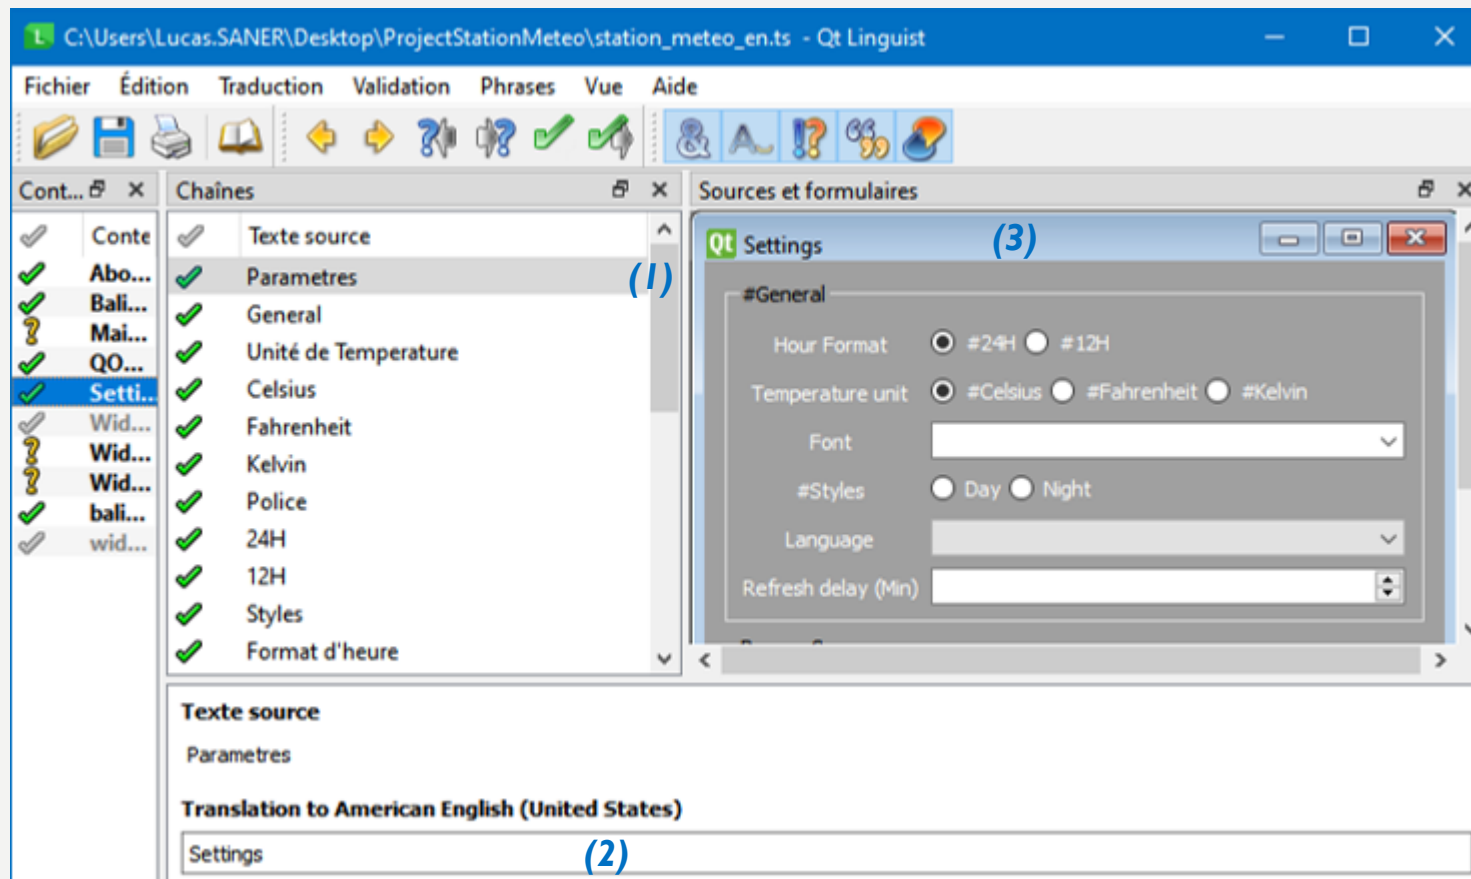 C:\Users\Lucas.SANER\Desktop\ProjectStationMeteo\station_meteo_en.ts - Qt Linguist
Fichier Édition Traduction Validation Phrases Vue Aide
Cont...
Conte
Abo...
Bali...
Mai...
QO...
Setti...
Wid...
Wid...
Wid...
bali...
wid...
Chaînes
Texte source
Parametres (1)
General
Unité de Temperature
Celsius
Fahrenheit
Kelvin
Police
24H
12H
Styles
Format d'heure
Sources et formulaires
Qt Settings (3)
#General
Hour Format #24H #12H
Temperature unit #Celsius #Fahrenheit #Kelvin
Font
#Styles Day Night
Language
Refresh delay (Min)
Texte source
Parametres
Translation to American English (United States)
Settings (2)